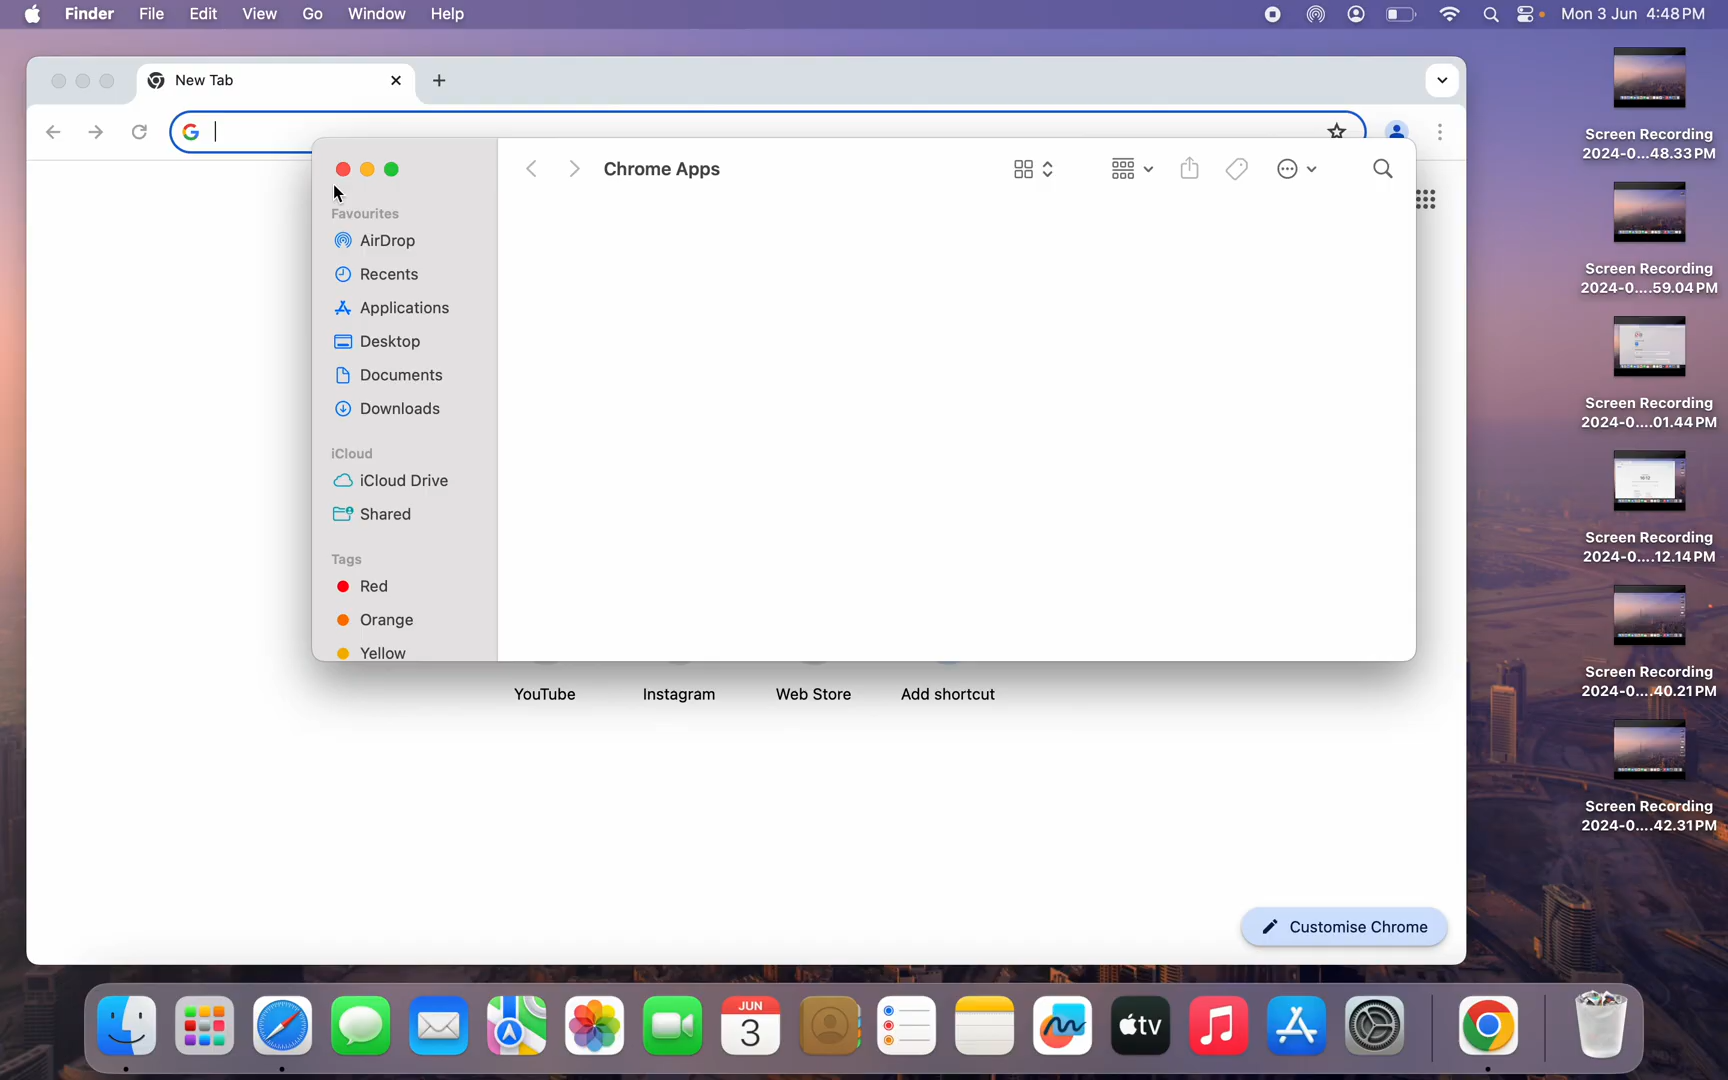 Finder File Edit View Go Window Help Mon 3 Jun 4:48 PM
New Tab
Chrome Apps
Favourites
AirDrop
Recents
Applications
Desktop
Documents
Downloads
iCloud
iCloud Drive
Shared
Tags
Red
Orange
Yellow
YouTube Instagram Web Store Add shortcut
Customise Chrome
Screen Recording
2024-0...48.33 PM
Screen Recording
2024-0....59.04 PM
Screen Recording
2024-0....01.44 PM
Screen Recording
2024-0....12.14 PM
Screen Recording
2024-0....40.21 PM
Screen Recording
2024-0....42.31 PM
JUN
3
tv